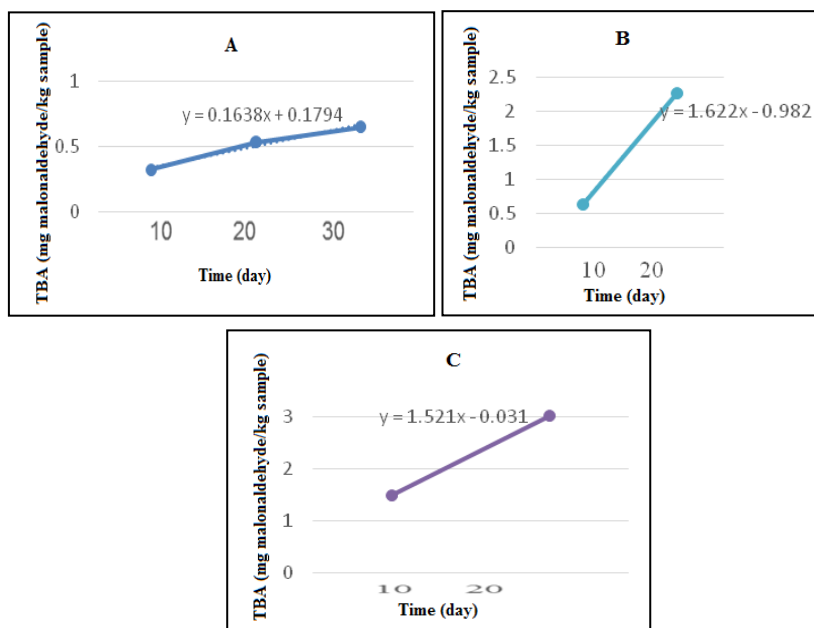 A
TBA (mg malonaldehyde/kg sample)
1
0.5
0
y = 0.1638x + 0.1794
10 20 30
Time (day)
B
TBA (mg malonaldehyde/kg sample)
2.5
2
1.5
1
0.5
0
y = 1.622x - 0.982
10 20
Time (day)
C
TBA (mg malonaldehyde/kg sample)
3
2
1
0
y = 1.521x - 0.031
10 20
Time (day)